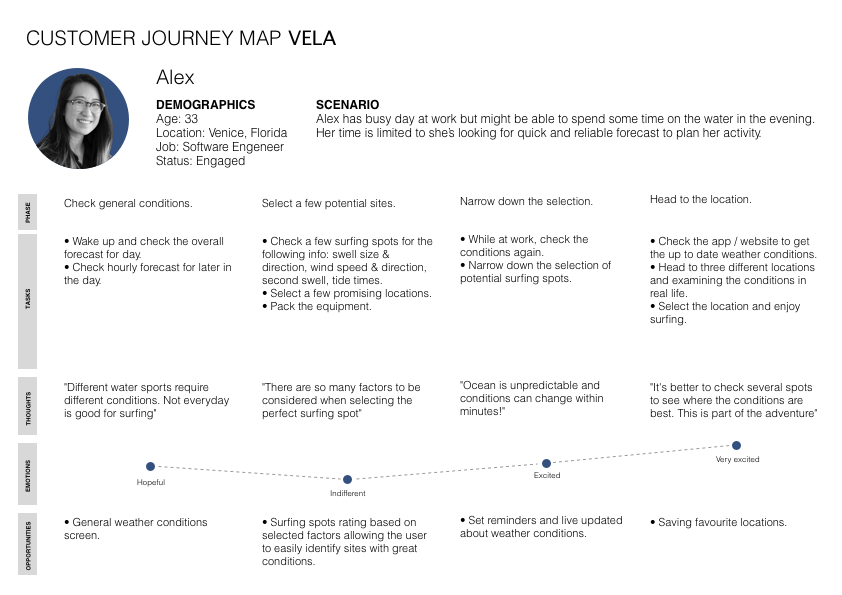 CUSTOMER JOURNEY MAP VELA
Alex
DEMOGRAPHICS
Age: 33
Location: Venice, Florida
Job: Software Engeneer
Status: Engaged
SCENARIO
Alex has busy day at work but might be able to spend some time on the water in the evening.
Her time is limited to she's looking for quick and reliable forecast to plan her activity.
PHASE
Check general conditions.
Select a few potential sites.
Narrow down the selection.
Head to the location.
TASKS
• Wake up and check the overall
forecast for day.
• Check hourly forecast for later in
the day.
• Check a few surfing spots for the
following info: swell size &
direction, wind speed & direction,
second swell, tide times.
• Select a few promising locations.
• Pack the equipment.
• While at work, check the
conditions again.
• Narrow down the selection of
potential surfing spots.
• Check the app / website to get
the up to date weather conditions.
• Head to three different locations
and examining the conditions in
real life.
• Select the location and enjoy
surfing.
THOUGHTS
"Different water sports require
different conditions. Not everyday
is good for surfing"
"There are so many factors to be
considered when selecting the
perfect surfing spot"
"Ocean is unpredictable and
conditions can change within
minutes!"
"It's better to check several spots
to see where the conditions are
best. This is part of the adventure"
EMOTIONS
Hopeful
Indifferent
Excited
Very excited
OPPORTUNITIES
• General weather conditions
screen.
• Surfing spots rating based on
selected factors allowing the user
to easily identify sites with great
conditions.
• Set reminders and live updated
about weather conditions.
• Saving favourite locations.